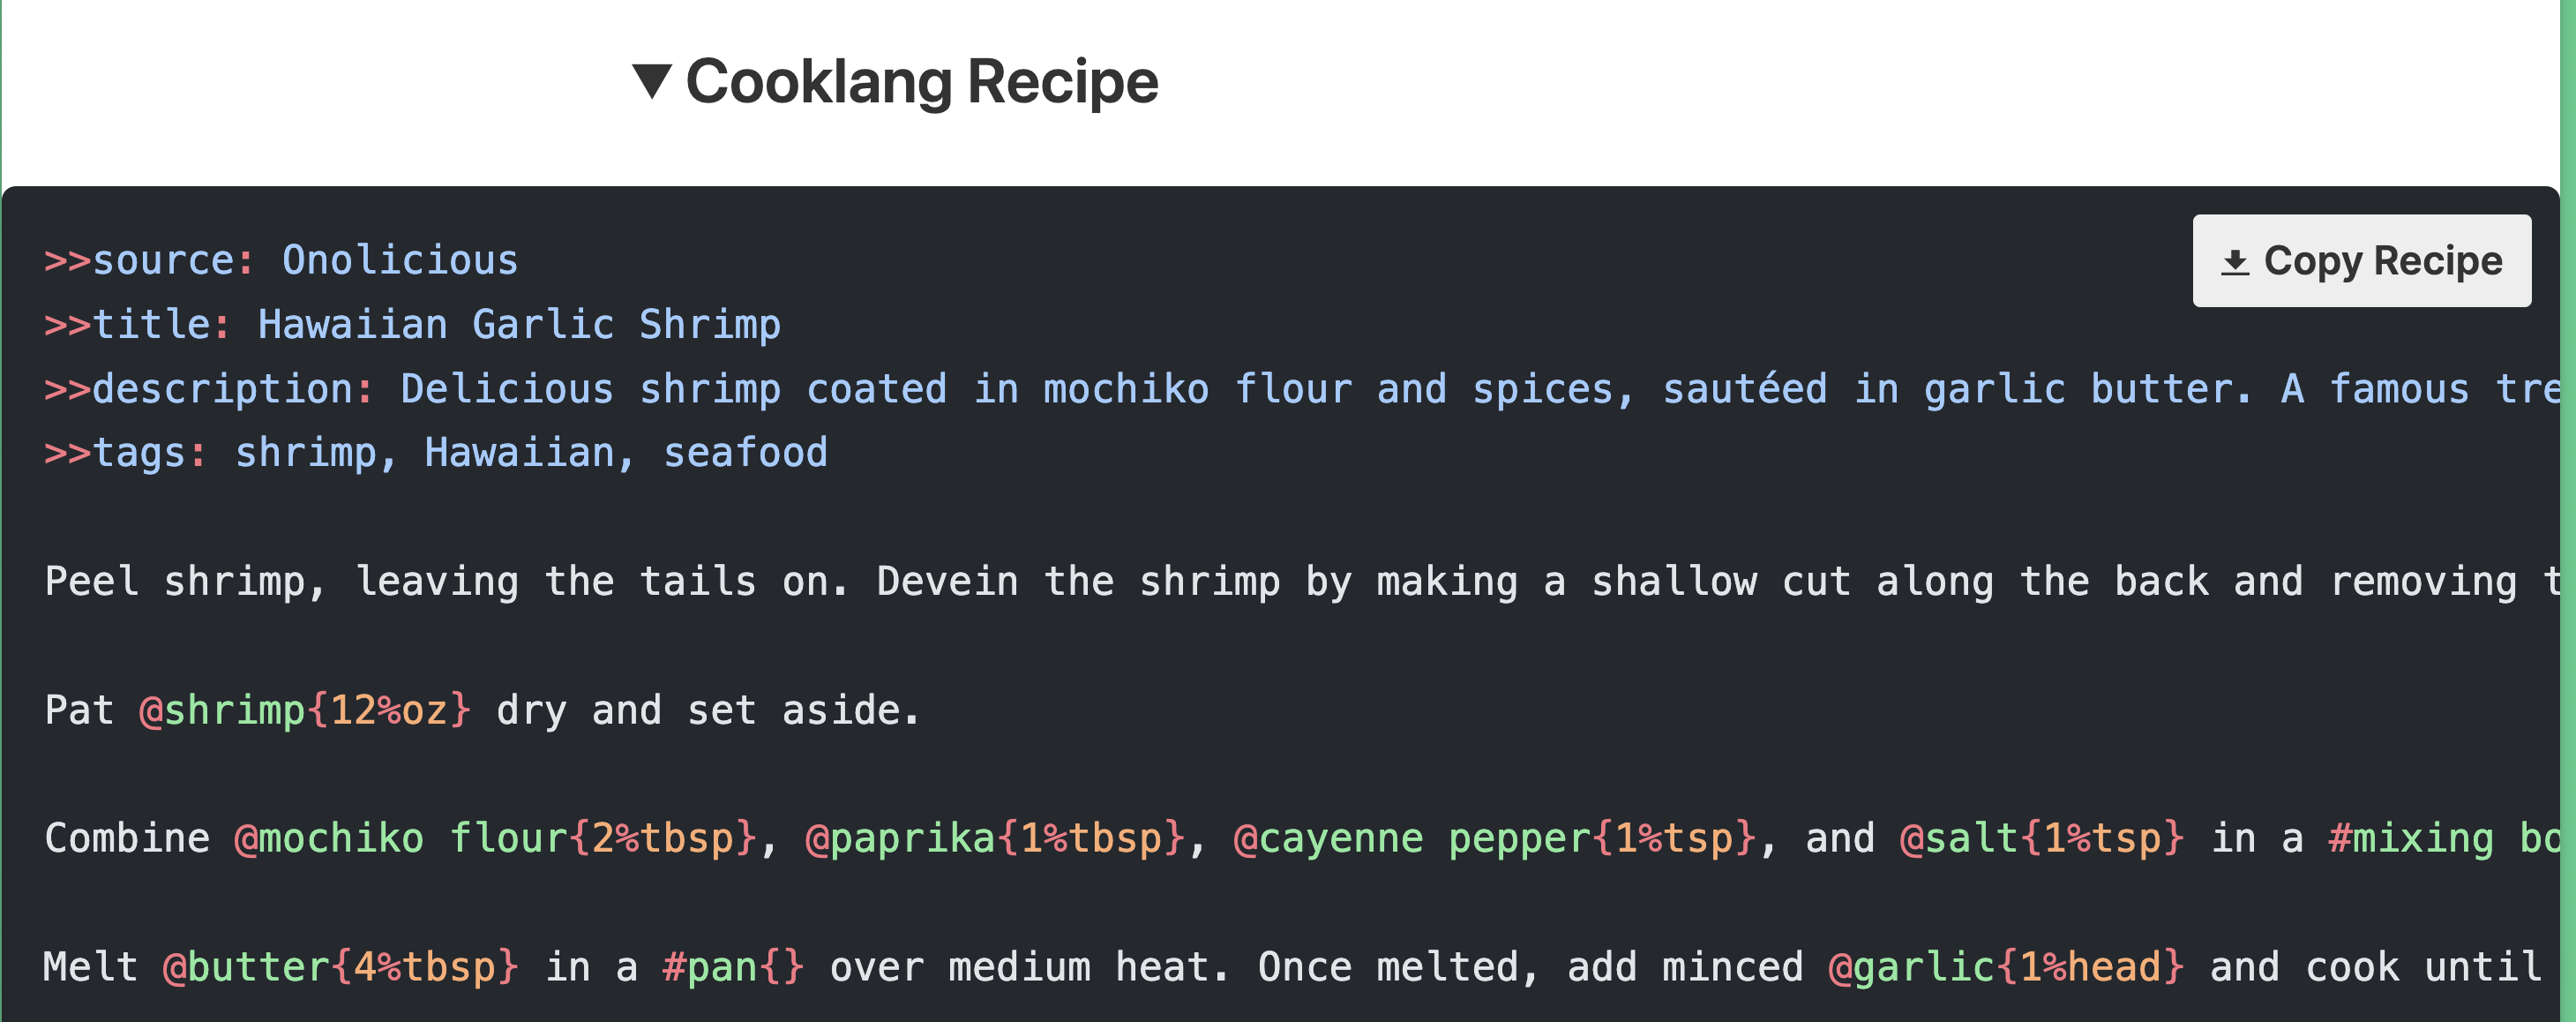 ▼ Cooklang Recipe
Copy Recipe
>>source: Onolicious
>>title: Hawaiian Garlic Shrimp
>>description: Delicious shrimp coated in mochiko flour and spices, sautéed in garlic butter. A famous tre
>>tags: shrimp, Hawaiian, seafood
Peel shrimp, leaving the tails on. Devein the shrimp by making a shallow cut along the back and removing t
Pat @shrimp{12%oz} dry and set aside.
Combine @mochiko flour{2%tbsp}, @paprika{1%tbsp}, @cayenne pepper{1%tsp}, and @salt{1%tsp} in a #mixing bo
Melt @butter{4%tbsp} in a #pan{} over medium heat. Once melted, add minced @garlic{1%head} and cook until